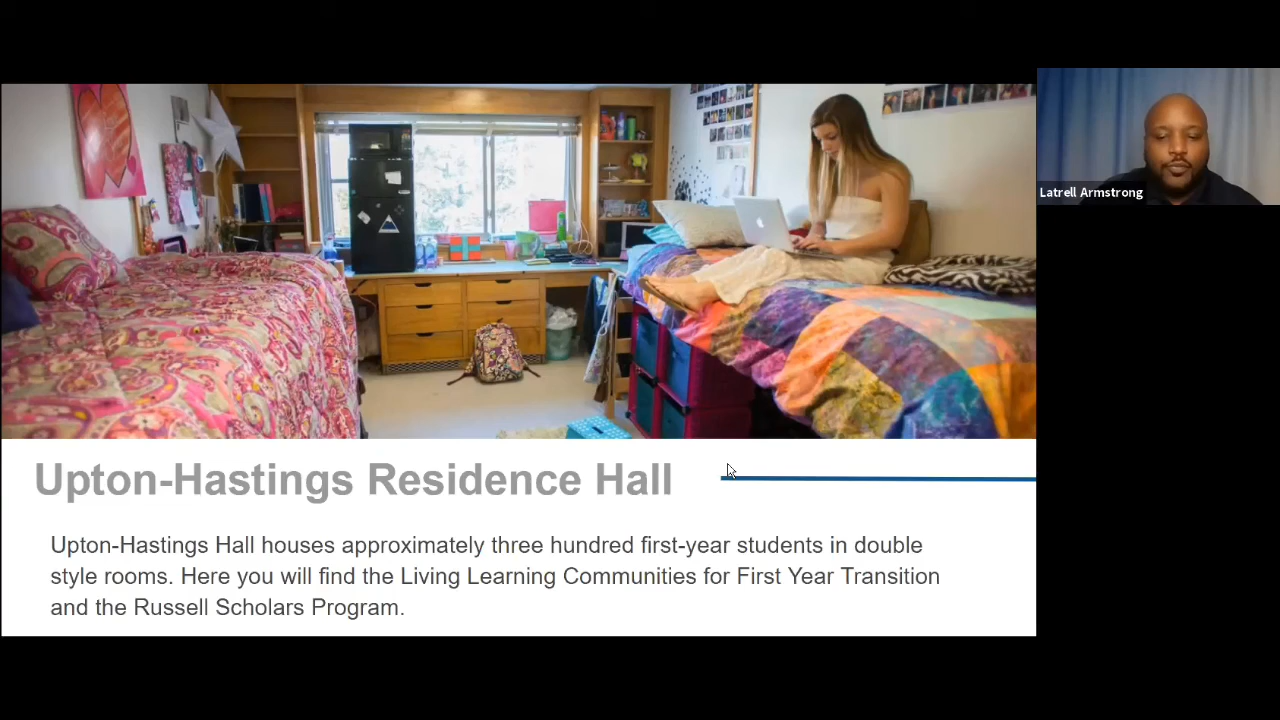 Latrell Armstrong
Upton-Hastings Residence Hall
Upton-Hastings Hall houses approximately three hundred first-year students in double
style rooms. Here you will find the Living Learning Communities for First Year Transition
and the Russell Scholars Program.